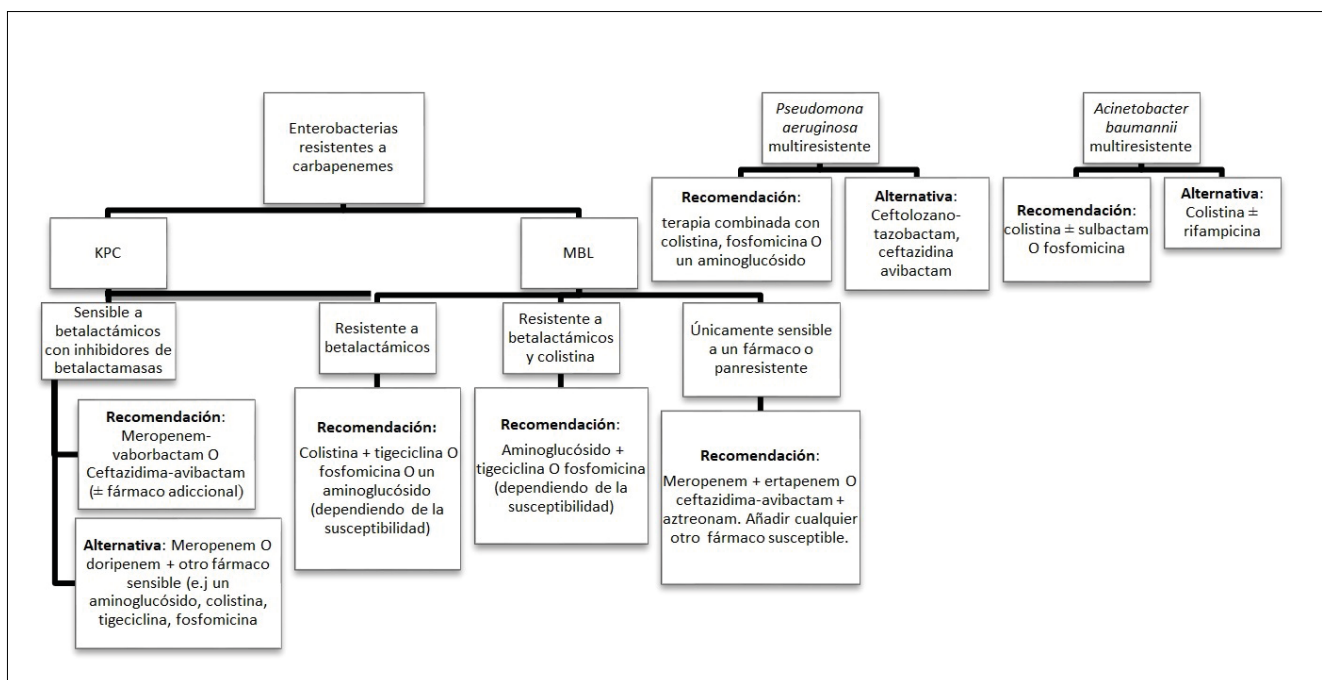 Enterobacterias
resistentes a
carbapenemes
KPC
MBL
Sensible a
betalactámicos
con inhibidores de
betalactamasas
Recomendación:
Meropenem-
vaborbactam O
Ceftazidima-avibactam
(± fármaco adiccional)
Alternativa: Meropenem O
doripenem + otro fármaco
sensible (e.j un
aminoglucósido, colistina,
tigeciclina, fosfomicina
Resistente a
betalactámicos
Recomendación:
Colistina + tigeciclina O
fosfomicina O un
aminoglucósido
(dependiendo de la
susceptibilidad)
Resistente a
betalactámicos
y colistina
Recomendación:
Aminoglucósido +
tigeciclina O fosfomicina
(dependiendo de la
susceptibilidad)
Únicamente sensible
a un fármaco o
panresistente
Recomendación:
Meropenem + ertapenem O
ceftazidima-avibactam +
aztreonam. Añadir cualquier
otro fármaco susceptible.
Pseudomona
aeruginosa
multiresistente
Recomendación:
terapia combinada con
colistina, fosfomicina O
un aminoglucósido
Alternativa:
Ceftolozano-
tazobactam,
ceftazidina
avibactam
Acinetobacter
baumannii
multiresistente
Recomendación:
colistina ± sulbactam
O fosfomicina
Alternativa:
Colistina ±
rifampicina